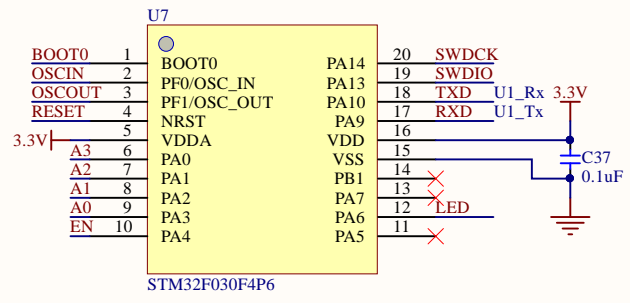 U7
BOOT0 1 BOOT0 PA14 20 SWDCK
OSCIN 2 PF0/OSC_IN PA13 19 SWDIO
OSCOUT 3 PF1/OSC_OUT PA10 18 TXD U1_Rx 3.3V
RESET 4 NRST PA9 17 RXD U1_Tx
3.3V 5 VDDA VDD 16
A3 6 PA0 VSS 15 C37
A2 7 PA1 PB1 14 0.1uF
A1 8 PA2 PA7 13
A0 9 PA3 PA6 12 LED
EN 10 PA4 PA5 11
STM32F030F4P6